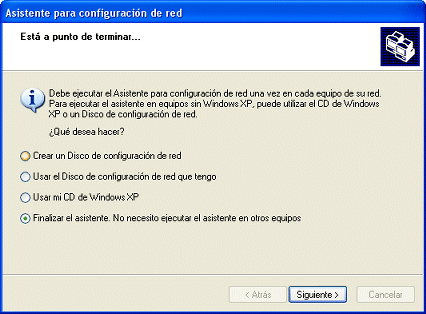 Asistente para configuración de red
Está a punto de terminar...
Debe ejecutar el Asistente para configuración de red una vez en cada equipo de su red.
Para ejecutar el asistente en equipos sin Windows XP, puede utilizar el CD de Windows
XP o un Disco de configuración de red.
¿Qué desea hacer?
Crear un Disco de configuración de red
Usar el Disco de configuración de red que tengo
Usar mi CD de Windows XP
Finalizar el asistente. No necesito ejecutar el asistente en otros equipos
< Atrás
Siguiente >
Cancelar